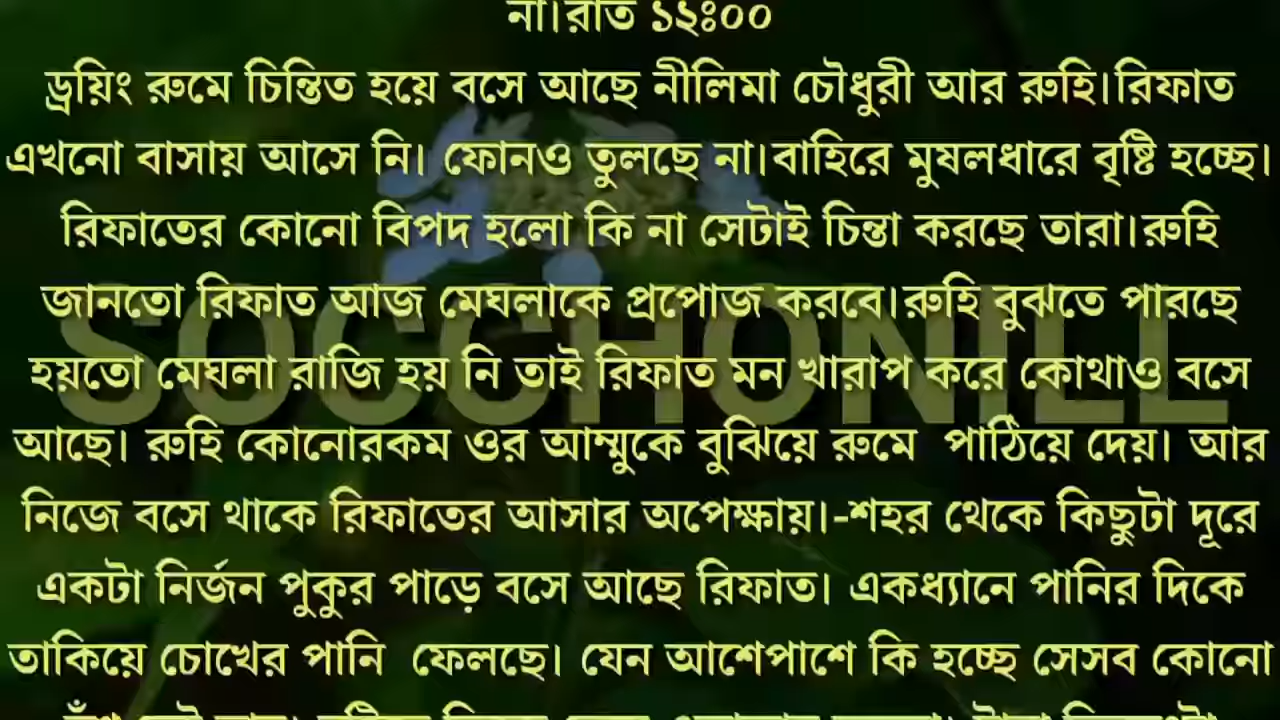 না।রাত ১২ঃ০০
ড্রয়িং রুমে চিন্তিত হয়ে বসে আছে নীলিমা চৌধুরী আর রুহি।রিফাত
এখনো বাসায় আসে নি। ফোনও তুলছে না।বাহিরে মুষলধারে বৃষ্টি হচ্ছে।
রিফাতের কোনো বিপদ হলো কি না সেটাই চিন্তা করছে তারা।রুহি
জানতো রিফাত আজ মেঘলাকে প্রপোজ করবে।রুহি বুঝতে পারছে
হয়তো মেঘলা রাজি হয় নি তাই রিফাত মন খারাপ করে কোথাও বসে
আছে। রুহি কোনোরকম ওর আম্মুকে বুঝিয়ে রুমে পাঠিয়ে দেয়। আর
নিজে বসে থাকে রিফাতের আসার অপেক্ষায়।-শহর থেকে কিছুটা দূরে
একটা নির্জন পুকুর পাড়ে বসে আছে রিফাত। একধ্যানে পানির দিকে
তাকিয়ে চোখের পানি ফেলছে। যেন আশেপাশে কি হচ্ছে সেসব কোনো
SOCCHONILL